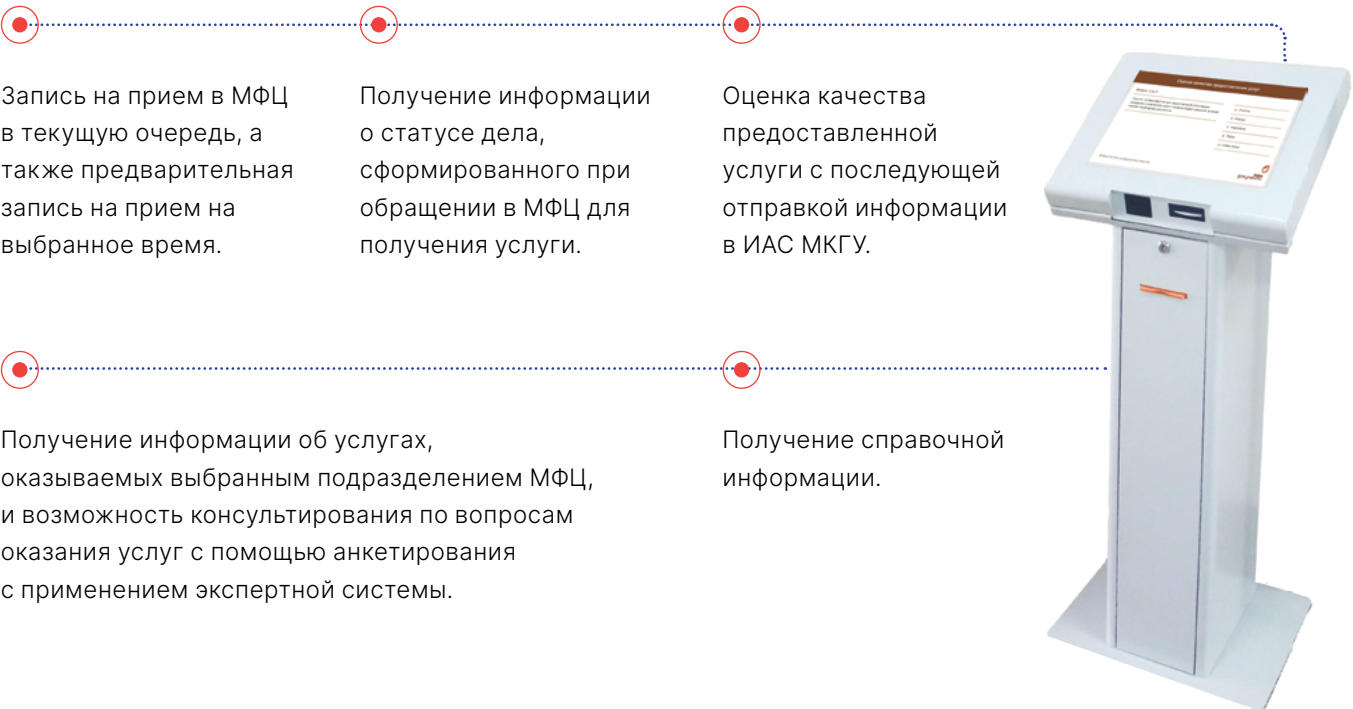 Запись на прием в МФЦ
в текущую очередь, а
также предварительная
запись на прием на
выбранное время.
Получение информации
о статусе дела,
сформированного при
обращении в МФЦ для
получения услуги.
Оценка качества
предоставленной
услуги с последующей
отправкой информации
в ИАС МКГУ.
Получение информации об услугах,
оказываемых выбранным подразделением МФЦ,
и возможность консультирования по вопросам
оказания услуг с помощью анкетирования
с применением экспертной системы.
Получение справочной
информации.